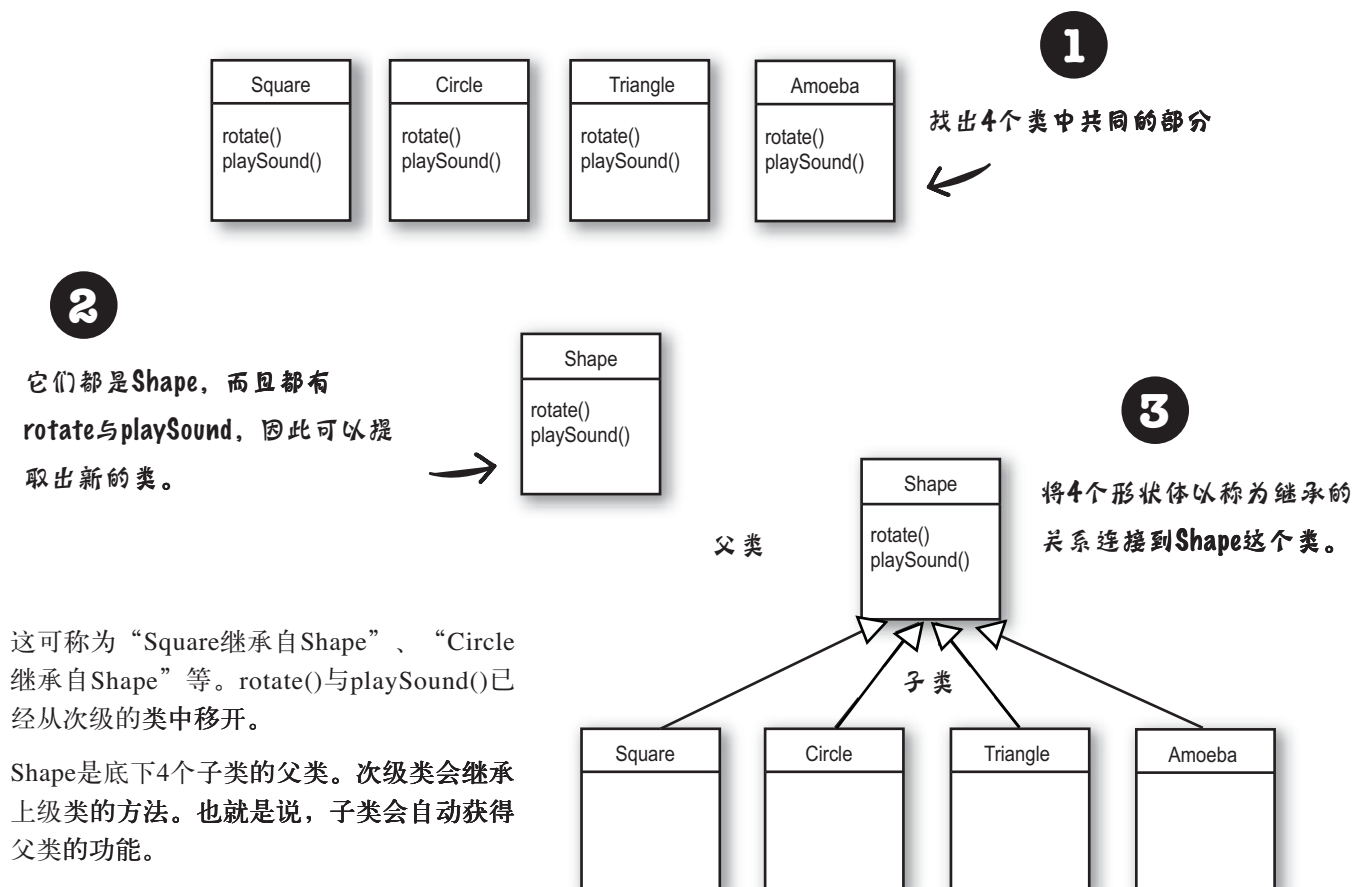 1
Square
rotate()
playSound()
Circle
rotate()
playSound()
Triangle
rotate()
playSound()
Amoeba
rotate()
playSound()
找出4个类中共同的部分
2
它们都是Shape，而且都有
rotate与playSound，因此可以提
取出新的类。
Shape
rotate()
playSound()
3
将4个形状体以称为继承的
关系连接到Shape这个类。
父类
Shape
rotate()
playSound()
子类
Square
Circle
Triangle
Amoeba
这可称为“Square继承自Shape”、“Circle
继承自Shape”等。rotate()与playSound()已
经从次级的类中移开。
Shape是底下4个子类的父类。次级类会继承
上级类的方法。也就是说，子类会自动获得
父类的功能。